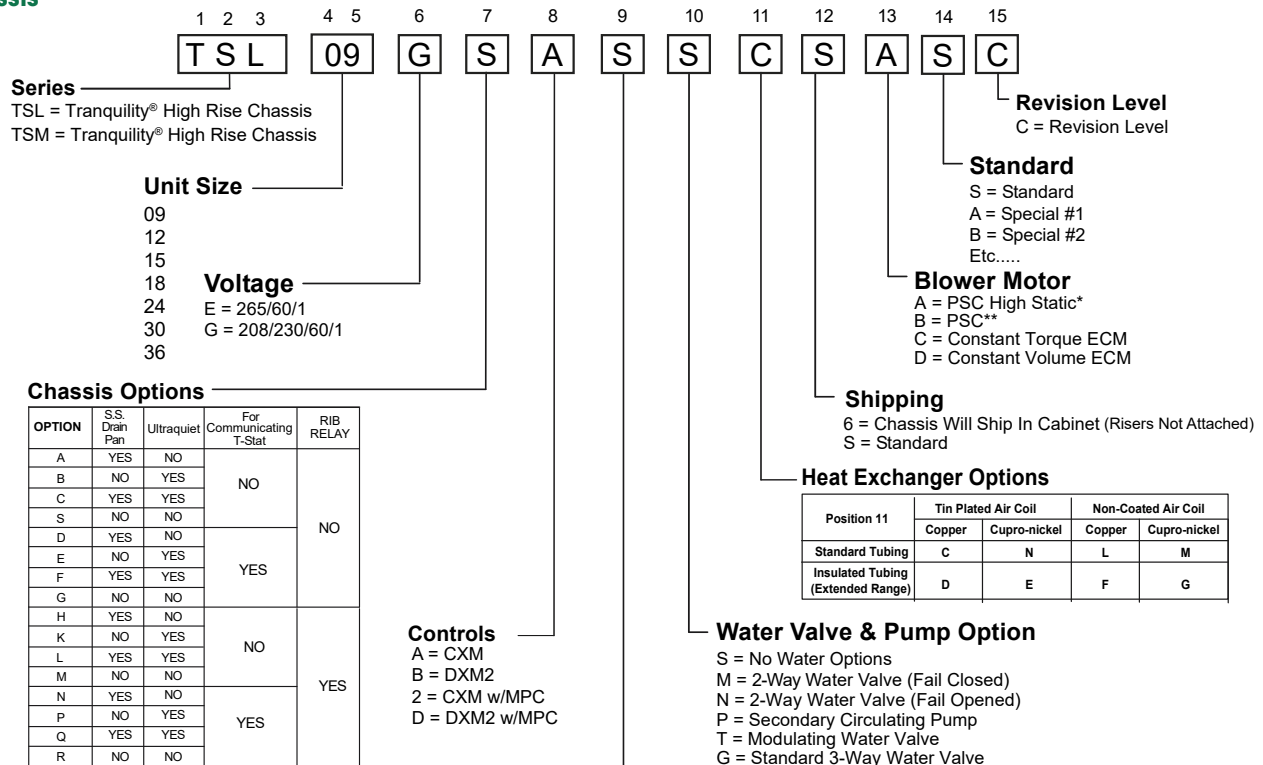 1 2 3 4 5 6 7 8 9 10 11 12 13 14 15
T S L 09 G S A S S C S A S C
Series
TSL = Tranquility® High Rise Chassis
TSM = Tranquility® High Rise Chassis
Unit Size
09
12
15
18
24
30
36
Voltage
E = 265/60/1
G = 208/230/60/1
Chassis Options
OPTION S.S. Drain Pan Ultraquiet For Communicating T-Stat RIB RELAY
A YES NO
B NO YES
NO
C YES YES
S NO NO
NO
D YES NO
E NO YES
YES
F YES YES
G NO NO
H YES NO
K NO YES
NO
L YES YES
M NO NO
YES
N YES NO
P NO YES
YES
Q YES YES
R NO NO
Controls
A = CXM
B = DXM2
2 = CXM w/MPC
D = DXM2 w/MPC
Revision Level
C = Revision Level
Standard
S = Standard
A = Special #1
B = Special #2
Etc.....
Blower Motor
A = PSC High Static*
B = PSC**
C = Constant Torque ECM
D = Constant Volume ECM
Shipping
6 = Chassis Will Ship In Cabinet (Risers Not Attached)
S = Standard
Heat Exchanger Options
Position 11 Tin Plated Air Coil Non-Coated Air Coil
Copper Cupro-nickel Copper Cupro-nickel
Standard Tubing C N L M
Insulated Tubing (Extended Range) D E F G
Water Valve & Pump Option
S = No Water Options
M = 2-Way Water Valve (Fail Closed)
N = 2-Way Water Valve (Fail Opened)
P = Secondary Circulating Pump
T = Modulating Water Valve
G = Standard 3-Way Water Valve